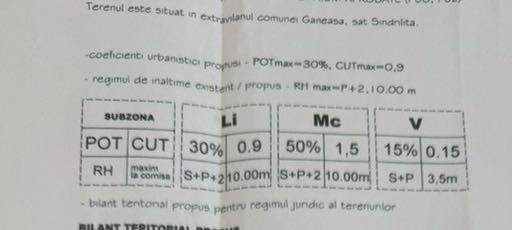 Terenul este situat in extravilanul comunei Ganeasa, sat Sindrilita.
-coeficienti urbanistici propusi - POTmax=30%, CUTmax=0,9
- regimul de inaltime existent / propus - RH max=P+2,10.00 m
SUBZONA Li Mc V
POT CUT 30% 0.9 50% 1,5 15% 0.15
RH maxim la cornisa S+P+2 10.00m S+P+2 10.00m S+P 3,5m
- bilant teritorial propus pentru regimul juridic al terenurilor
BILANT TERITORIAL PROPUS